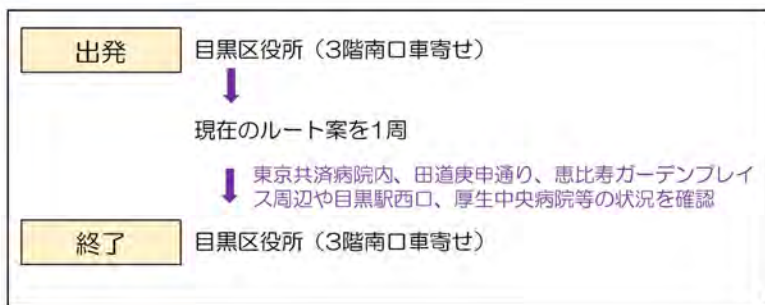 出発
目黒区役所（3階南口車寄せ）
現在のルート案を1周
東京共済病院内、田道庚申通り、恵比寿ガーデンプレイ
ス周辺や目黒駅西口、厚生中央病院等の状況を確認
終了
目黒区役所（3階南口車寄せ）